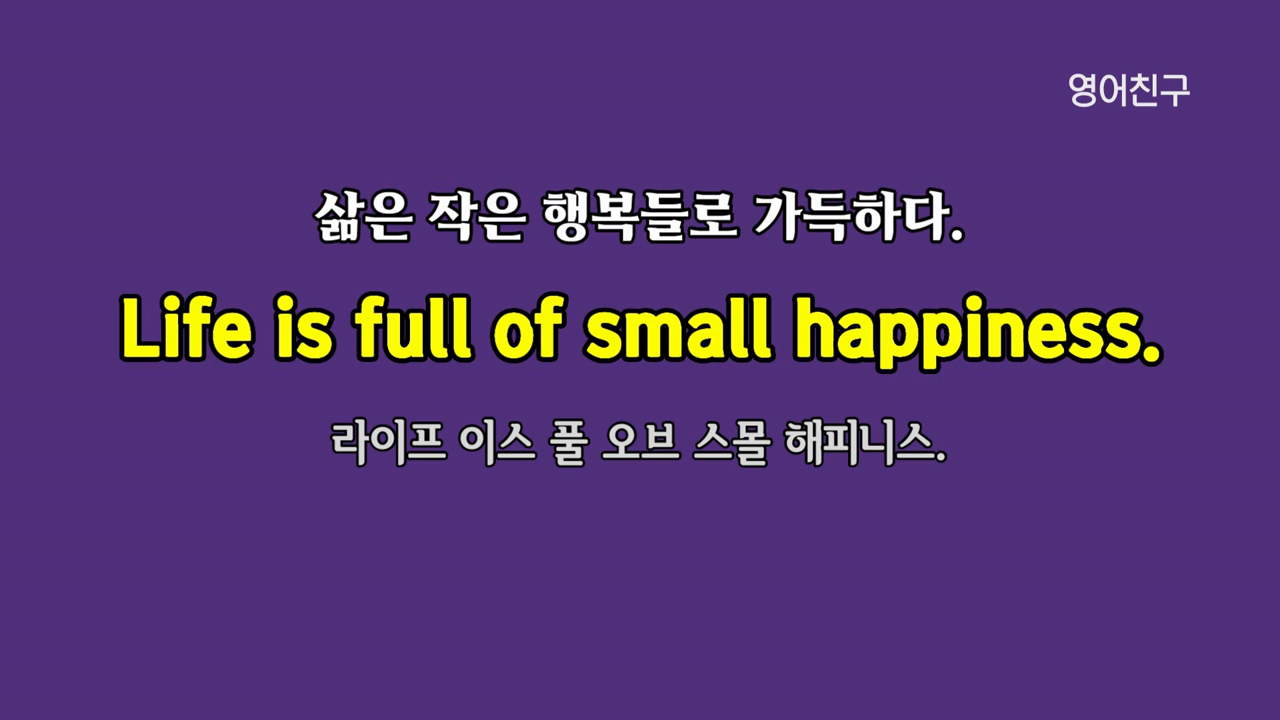 영어친구
삶은 작은 행복들로 가득하다.
Life is full of small happiness.
라이프 이스 풀 오브 스몰 해피니스.